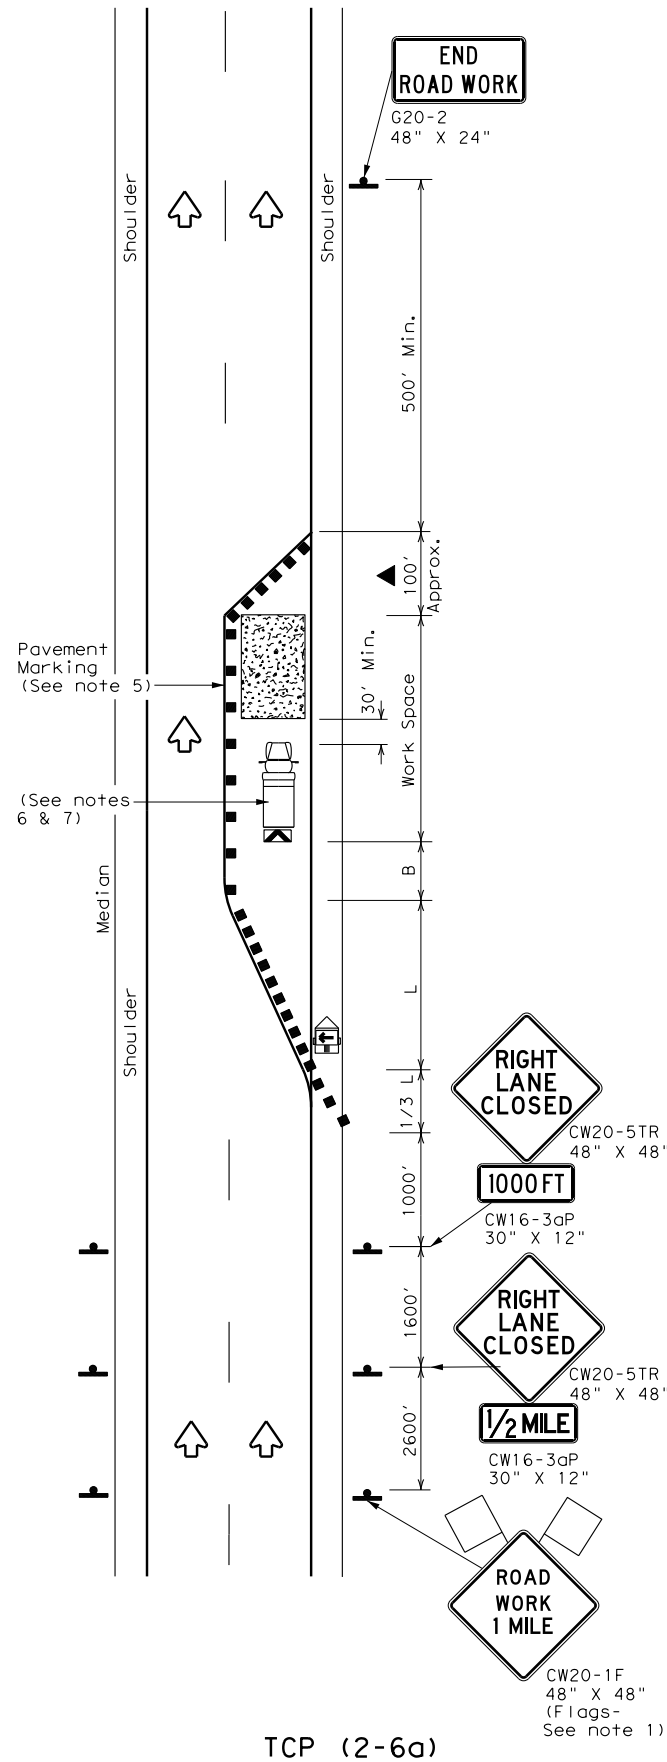 END
ROAD WORK
G20-2
48" X 24"
Shoulder
Shoulder
500' Min.
100'
Approx.
Pavement
Marking
(See note 5)
30' Min.
Work Space
(See notes
6 & 7)
B
Median
L
Shoulder
RIGHT
LANE
CLOSED
1/3 L
CW20-5TR
48" X 48"
1000 FT
1000'
CW16-3aP
30" X 12"
RIGHT
LANE
CLOSED
1600'
CW20-5TR
48" X 48"
1/2 MILE
2600'
CW16-3aP
30" X 12"
ROAD
WORK
1 MILE
CW20-1F
48" X 48"
(Flags-
See note 1)
TCP (2-6a)